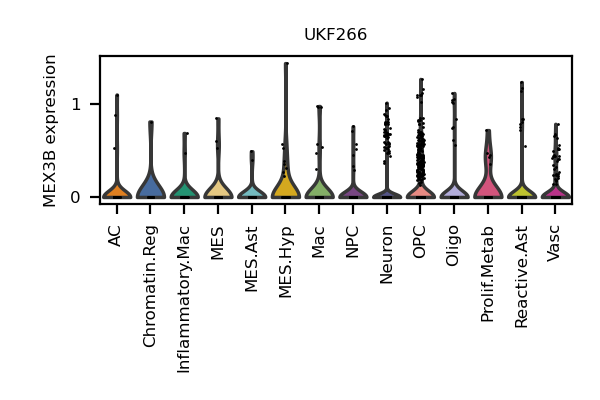 UKF266
MEX3B expression
1
0
AC
Chromatin.Reg
Inflammatory.Mac
MES
MES.Ast
MES.Hyp
Mac
NPC
Neuron
OPC
Oligo
Prolif.Metab
Reactive.Ast
Vasc